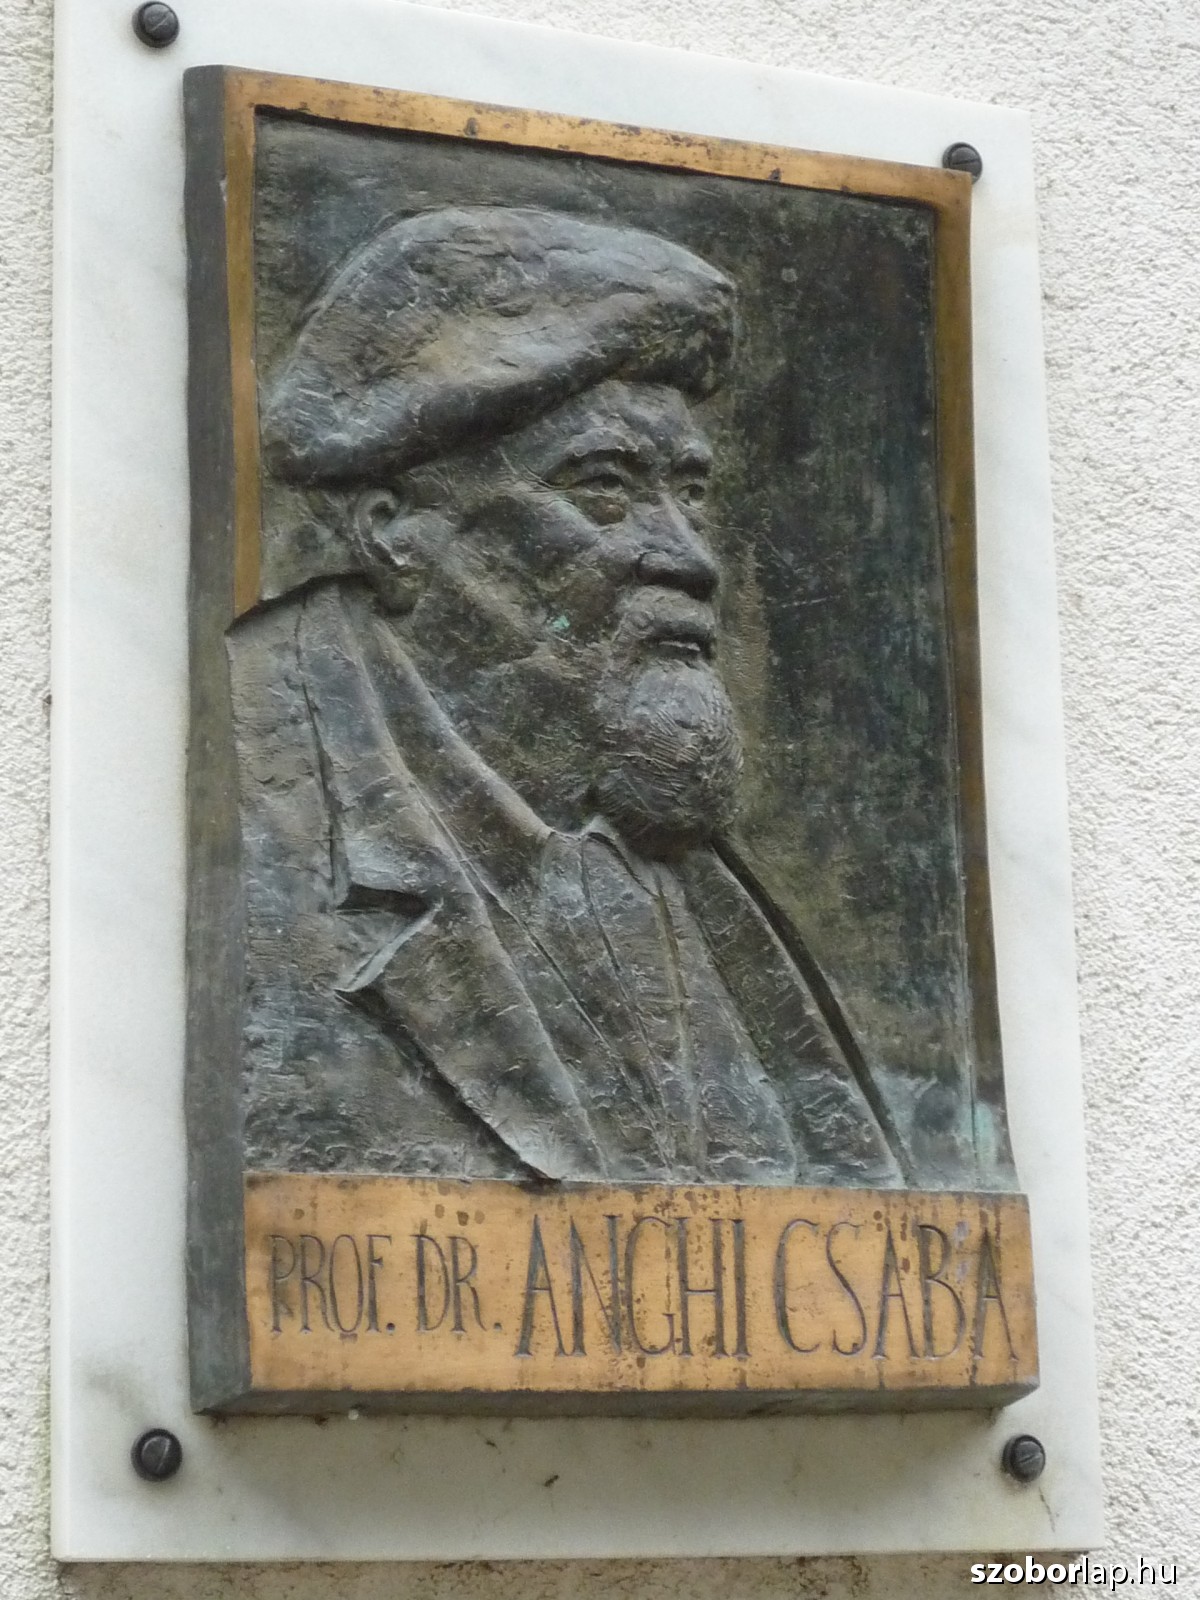 PROF. DR. ANGHI CSABA
szoborlap.hu